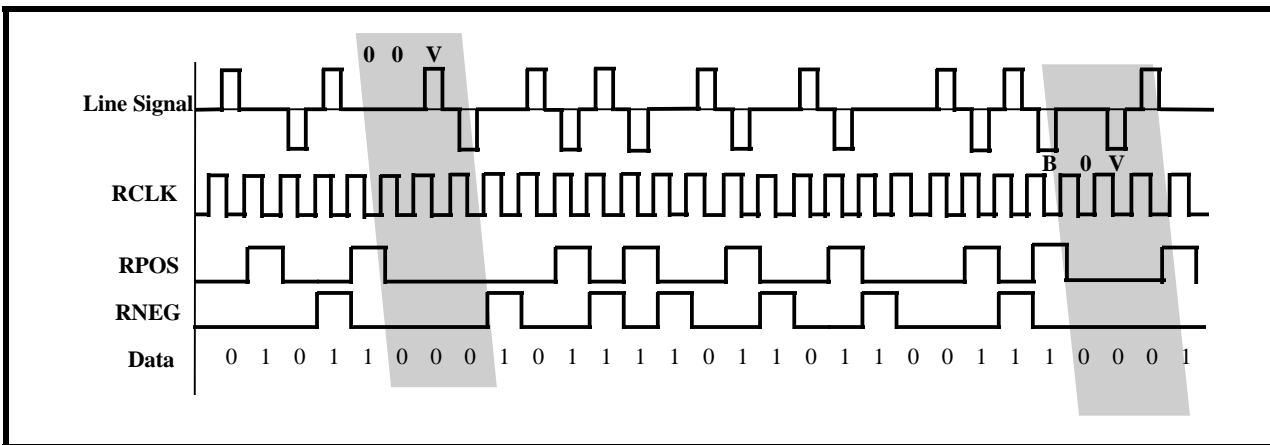 0 0 V
Line Signal
B 0 V
RCLK
RPOS
RNEG
Data 0 1 0 1 1 0 0 0 1 0 1 1 1 1 0 1 1 0 1 1 0 0 1 1 1 0 0 0 1